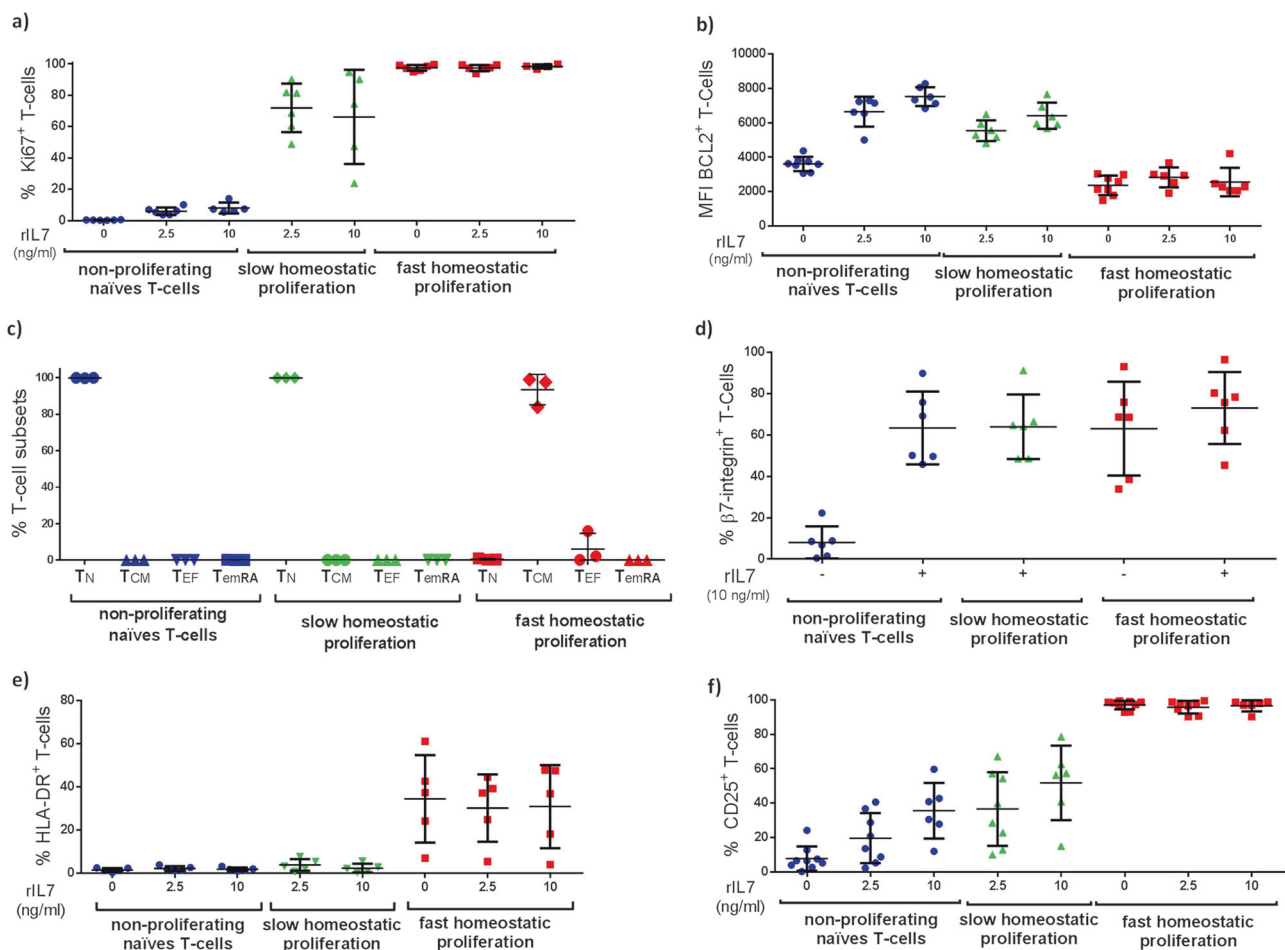 a)
% Ki67+ T-cells
100
80
60
40
20
0
rIL7
(ng/ml)
0 2.5 10 2.5 10 0 2.5 10
non-proliferating
naïves T-cells
slow homeostatic
proliferation
fast homeostatic
proliferation
b)
MFI BCL2+ T-Cells
10000
8000
6000
4000
2000
0
rIL7
(ng/ml)
0 2.5 10 2.5 10 0 2.5 10
non-proliferating
naïves T-cells
slow homeostatic
proliferation
fast homeostatic
proliferation
c)
% T-cell subsets
100
80
60
40
20
0
TN TCM TEF TemRA TN TCM TEF TemRA TN TCM TEF TemRA
non-proliferating
naïves T-cells
slow homeostatic
proliferation
fast homeostatic
proliferation
d)
% β7-integrin+ T-Cells
100
80
60
40
20
0
rIL7
(10 ng/ml)
- + + - +
non-proliferating
naïves T-cells
slow homeostatic
proliferation
fast homeostatic
proliferation
e)
% HLA-DR+ T-cells
80
60
40
20
0
rIL7
(ng/ml)
0 2.5 10 2.5 10 0 2.5 10
non-proliferating
naïves T-cells
slow homeostatic
proliferation
fast homeostatic
proliferation
f)
% CD25+ T-cells
100
80
60
40
20
0
rIL7
(ng/ml)
0 2.5 10 2.5 10 0 2.5 10
non-proliferating
naïves T-cells
slow homeostatic
proliferation
fast homeostatic
proliferation